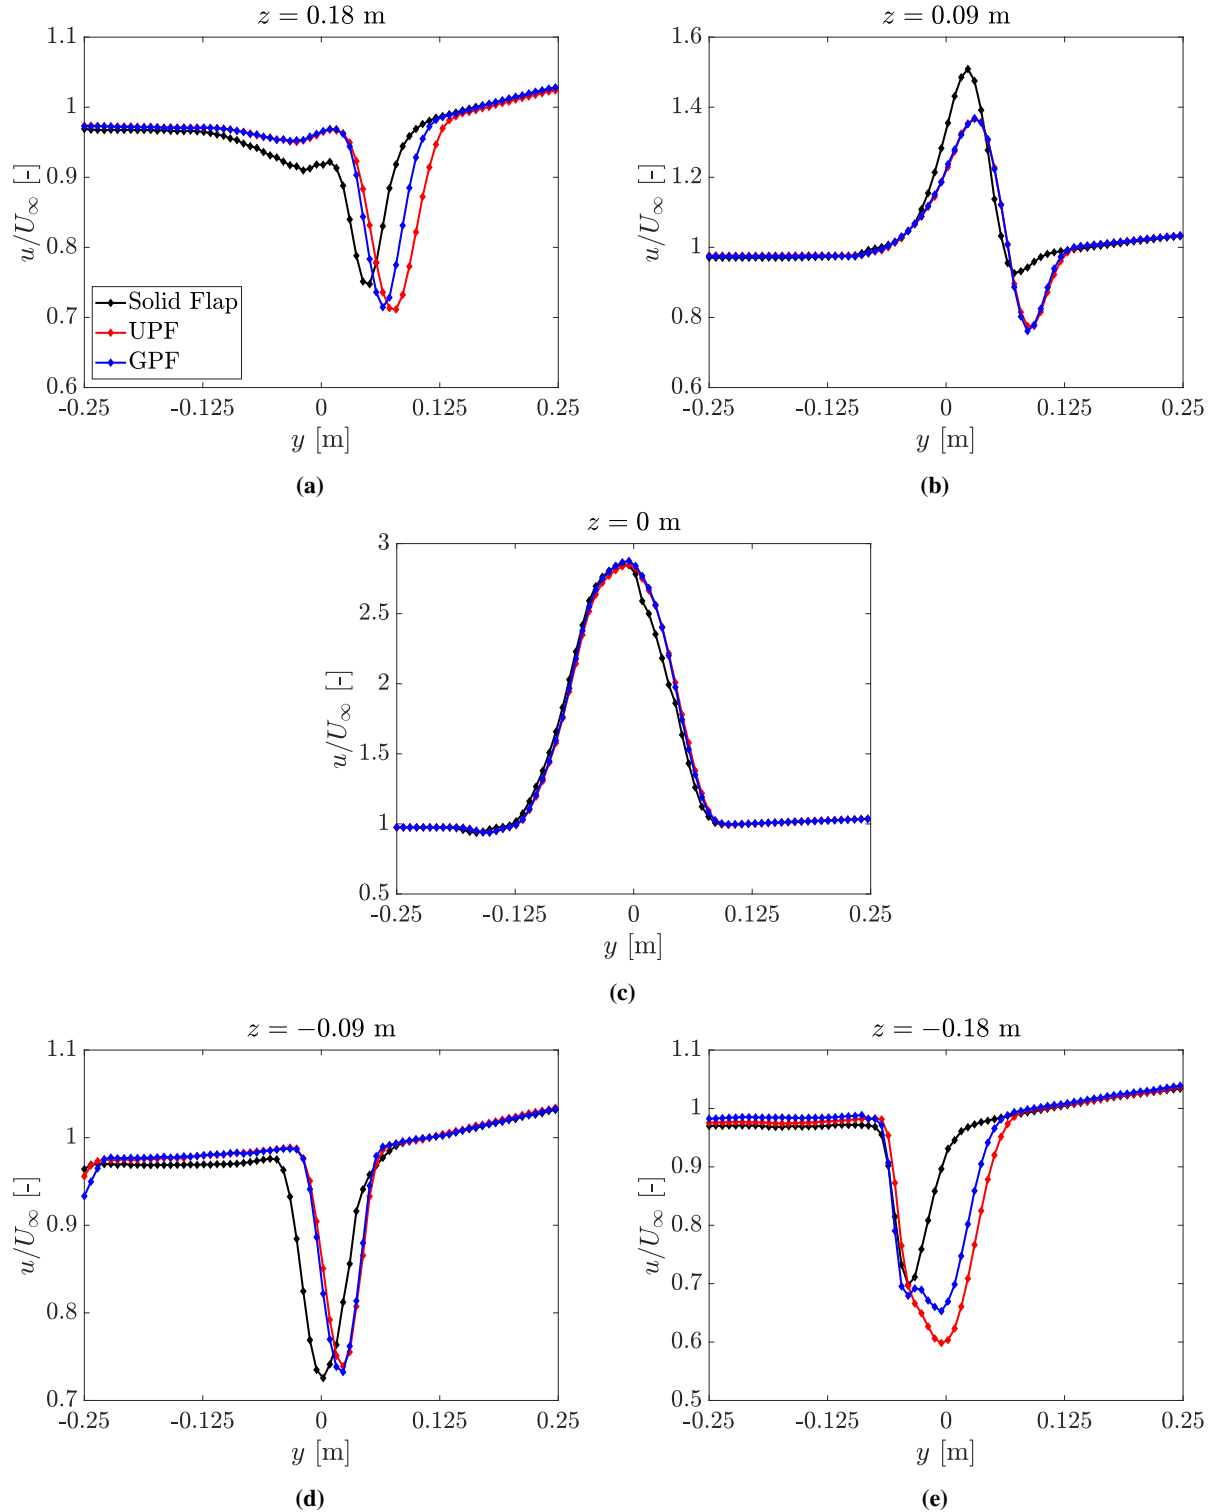 z = 0.18 m
1.1
1
0.9
0.8
0.7
0.6
u/U∞ [-]
Solid Flap
UPF
GPF
-0.25 -0.125 0 0.125 0.25
y [m]
(a)
z = 0.09 m
1.6
1.4
1.2
1
0.8
0.6
u/U∞ [-]
-0.25 -0.125 0 0.125 0.25
y [m]
(b)
z = 0 m
3
2.5
2
1.5
1
0.5
u/U∞ [-]
-0.25 -0.125 0 0.125 0.25
y [m]
(c)
z = −0.09 m
1.1
1
0.9
0.8
0.7
u/U∞ [-]
-0.25 -0.125 0 0.125 0.25
y [m]
(d)
z = −0.18 m
1.1
1
0.9
0.8
0.7
0.6
0.5
u/U∞ [-]
-0.25 -0.125 0 0.125 0.25
y [m]
(e)